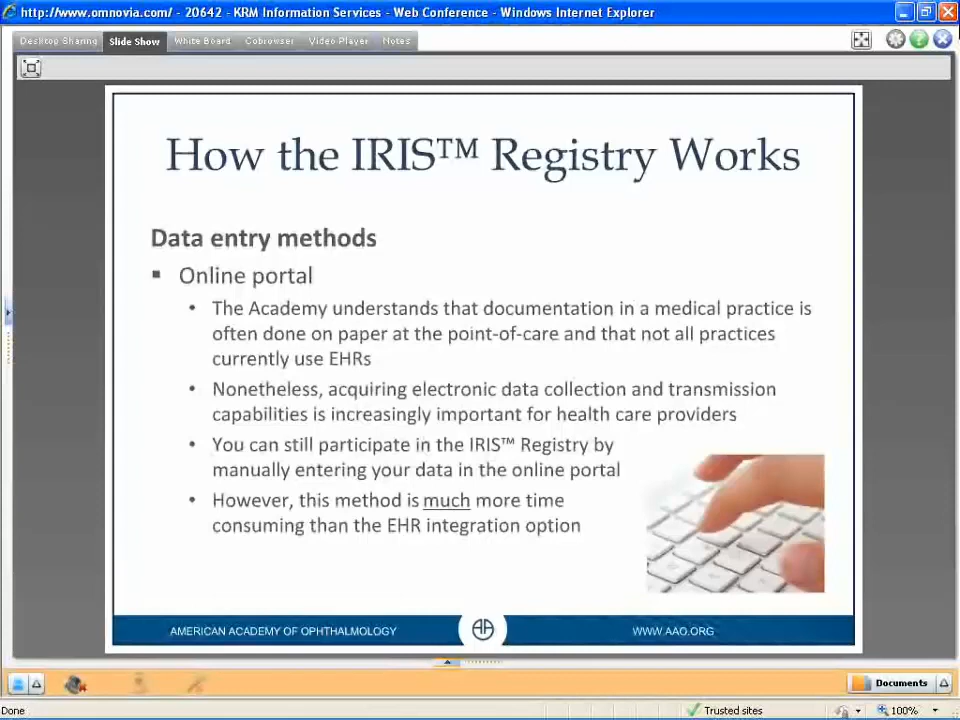 http://www.omnovia.com/ - 20642 - KRM Information Services - Web Conference - Windows Internet Explorer
Desktop Sharing Slide Show White Board Cobrowser Video Player Notes
How the IRIS™ Registry Works
Data entry methods
▪ Online portal
• The Academy understands that documentation in a medical practice is
often done on paper at the point-of-care and that not all practices
currently use EHRs
• Nonetheless, acquiring electronic data collection and transmission
capabilities is increasingly important for health care providers
• You can still participate in the IRIS™ Registry by
manually entering your data in the online portal
• However, this method is much more time
consuming than the EHR integration option
AMERICAN ACADEMY OF OPHTHALMOLOGY WWW.AAO.ORG
Documents
Done Trusted sites 100%